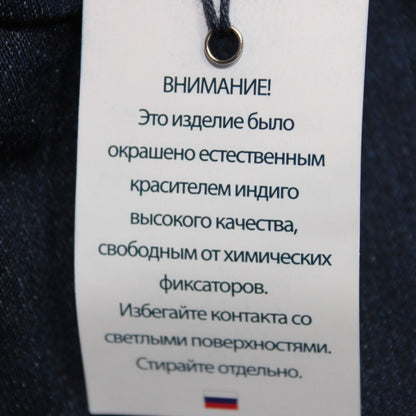 ВНИМАНИЕ!
Это изделие было
окрашено естественным
красителем индиго
высокого качества,
свободным от химических
фиксаторов.
Избегайте контакта со
светлыми поверхностями.
Стирайте отдельно.